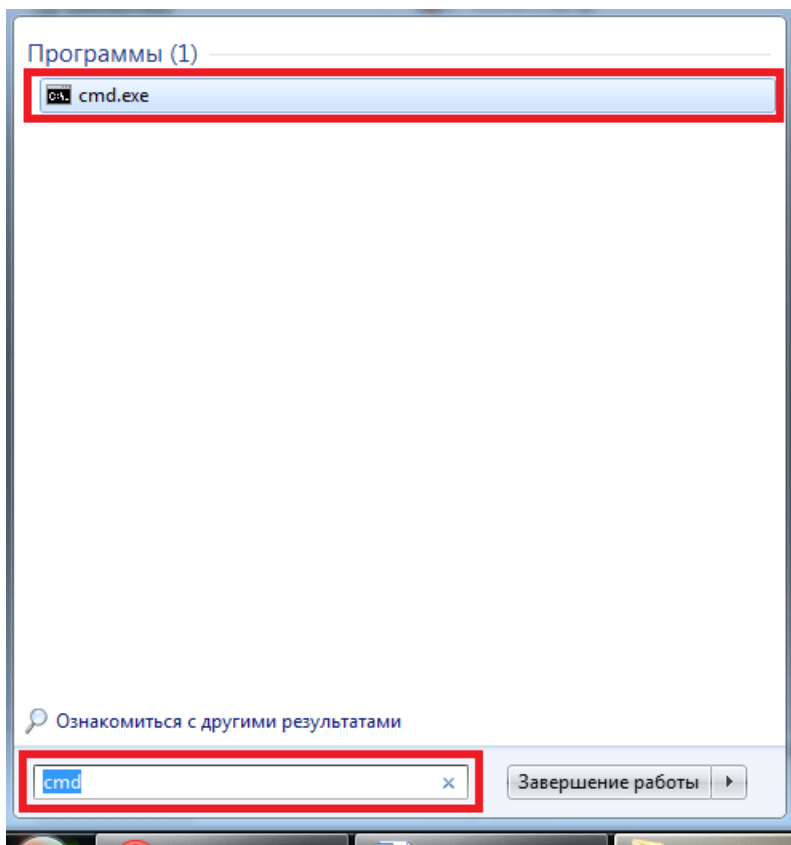 Программы (1)
C:\. cmd.exe
Ознакомиться с другими результатами
cmd
Завершение работы